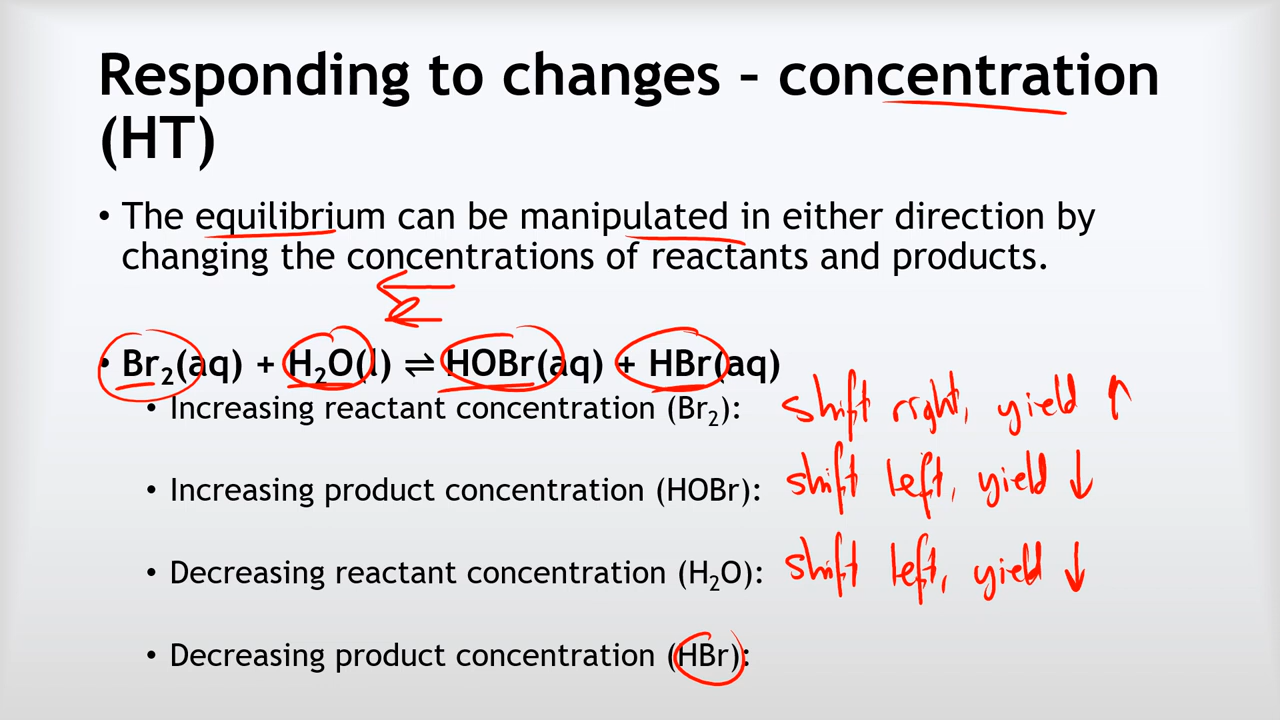 Responding to changes – concentration
(HT)
• The equilibrium can be manipulated in either direction by
changing the concentrations of reactants and products.
• Br₂(aq) + H₂O(l) ⇌ HOBr(aq) + HBr(aq)
• Increasing reactant concentration (Br₂): shift right, yield ↑
• Increasing product concentration (HOBr): shift left, yield ↓
• Decreasing reactant concentration (H₂O): shift left, yield ↓
• Decreasing product concentration (HBr):